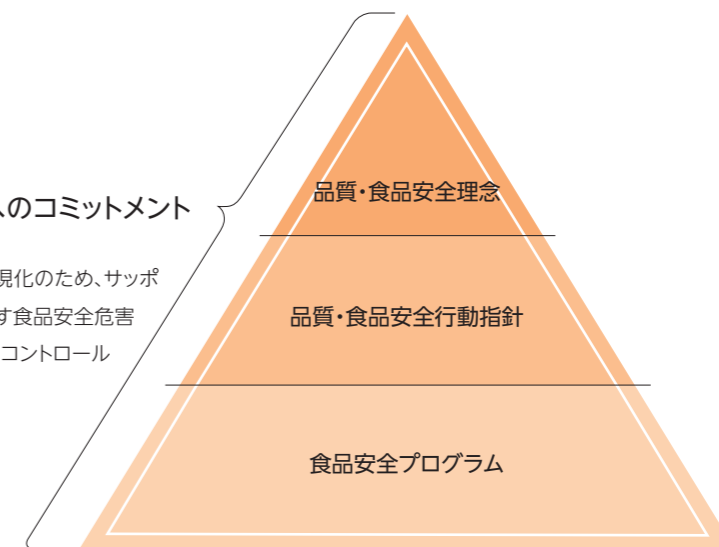 へのコミットメント
現化のため、サッポ
す食品安全危害
コントロール
品質・食品安全理念
品質・食品安全行動指針
食品安全プログラム